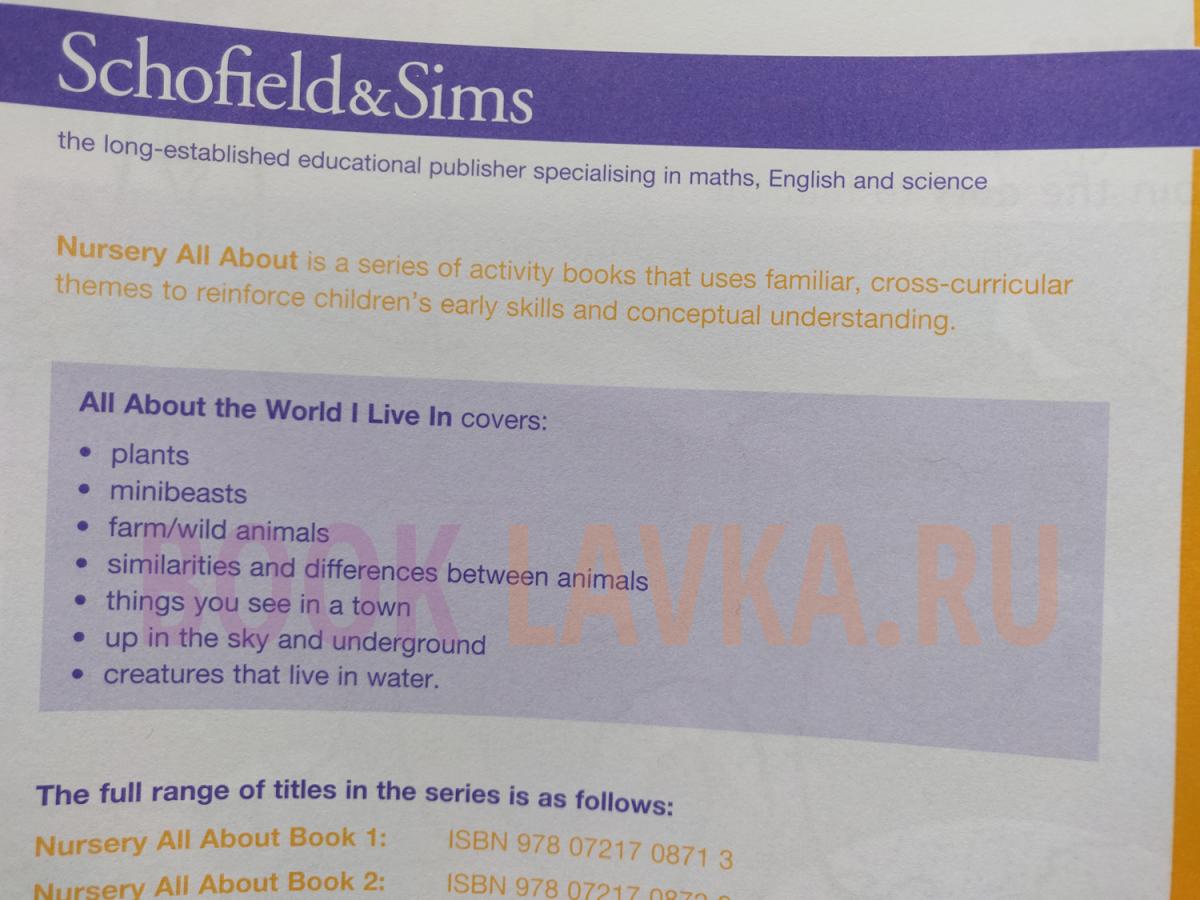 Schofield&Sims
the long-established educational publisher specialising in maths, English and science
Nursery All About is a series of activity books that uses familiar, cross-curricular
themes to reinforce children's early skills and conceptual understanding.
All About the World I Live In covers:
• plants
• minibeasts
• farm/wild animals
• similarities and differences between animals
• things you see in a town
• up in the sky and underground
• creatures that live in water.
BOOK LAVKA.RU
The full range of titles in the series is as follows:
Nursery All About Book 1: ISBN 978 07217 0871 3
Nursery All About Book 2: ISBN 978 07217